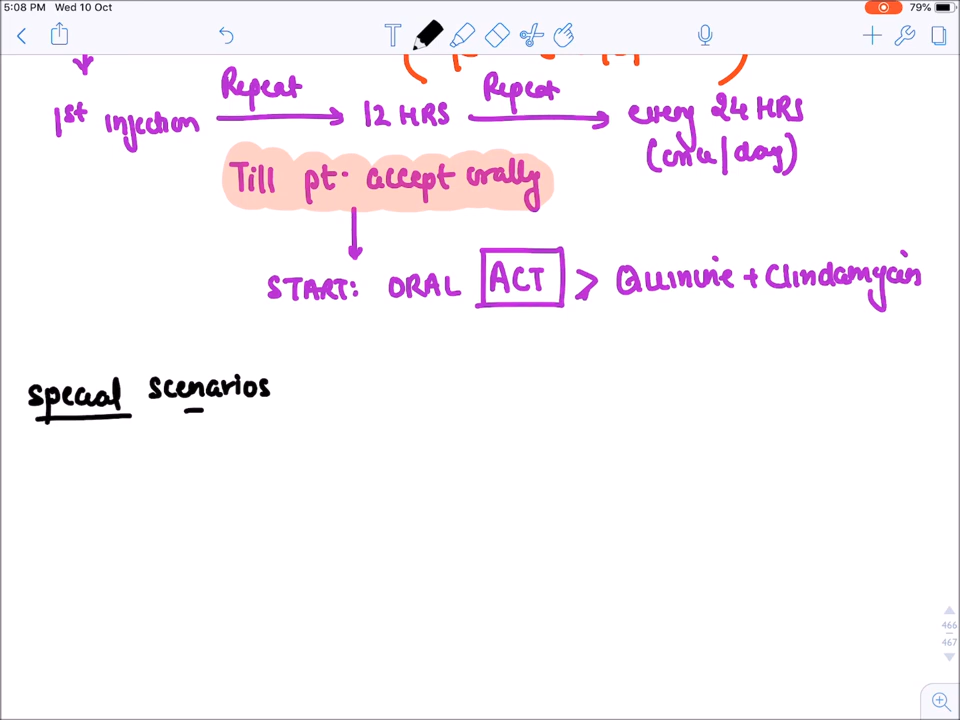 5:08 PM Wed 10 Oct 79%
T
Repeat Repeat
1st injection 12 HRS every 24 HRS
(once/day)
Till pt. accept orally
START: ORAL ACT > Quinine + Clindamycin
special scenarios
466
467